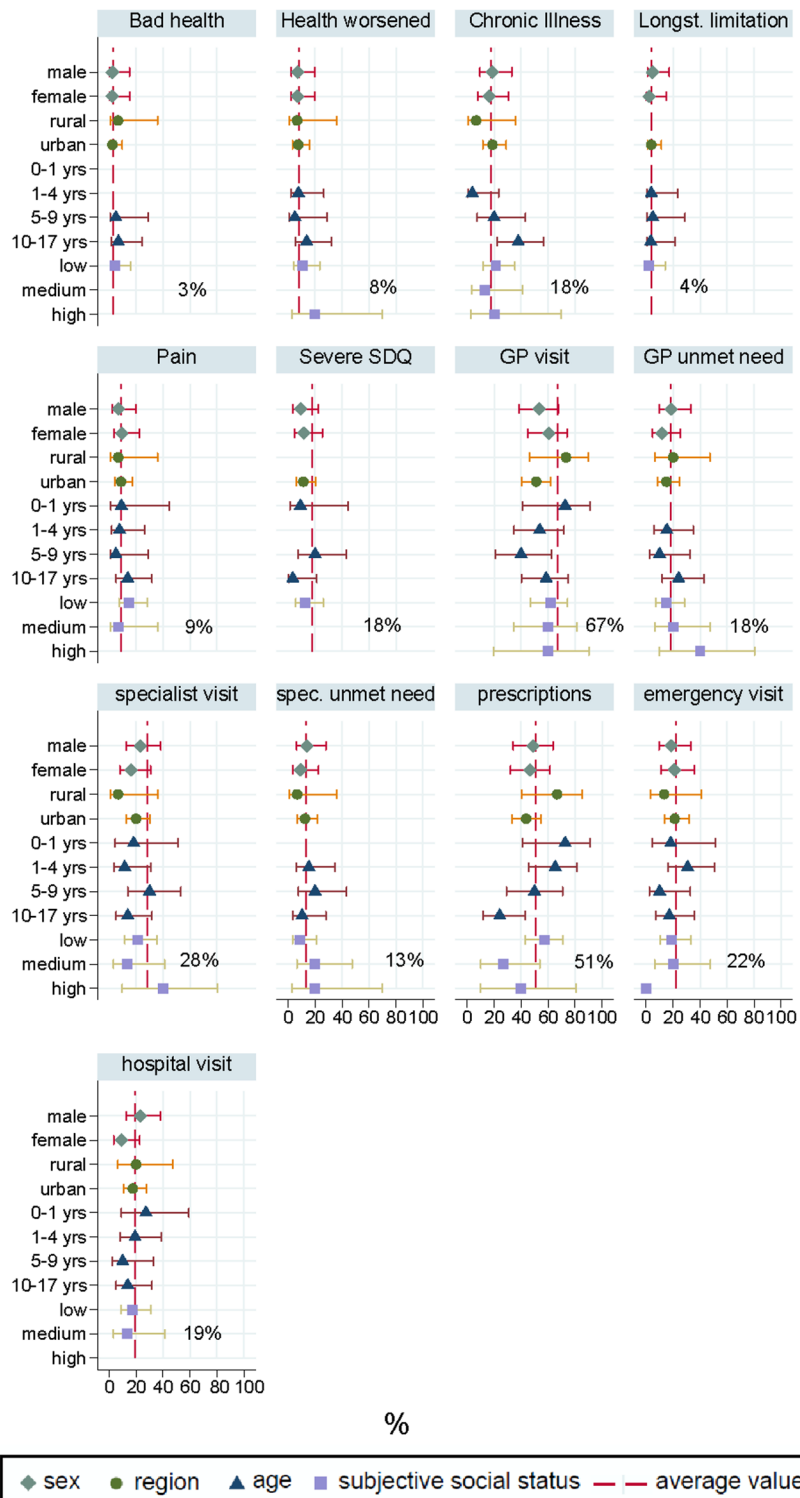 Bad health Health worsened Chronic Illness Longst. limitation
male
female
rural
urban
0-1 yrs
1-4 yrs
5-9 yrs
10-17 yrs
low
medium 3% 8% 18% 4%
high
Pain Severe SDQ GP visit GP unmet need
male
female
rural
urban
0-1 yrs
1-4 yrs
5-9 yrs
10-17 yrs
low
medium 9% 18% 67% 18%
high
specialist visit spec. unmet need prescriptions emergency visit
male
female
rural
urban
0-1 yrs
1-4 yrs
5-9 yrs
10-17 yrs
low
medium 28% 13% 51% 22%
high
0 20 40 60 80 100 0 20 40 60 80 100 0 20 40 60 80 100
hospital visit
male
female
rural
urban
0-1 yrs
1-4 yrs
5-9 yrs
10-17 yrs
low
medium 19%
high
0 20 40 60 80 100
%
sex region age subjective social status average value